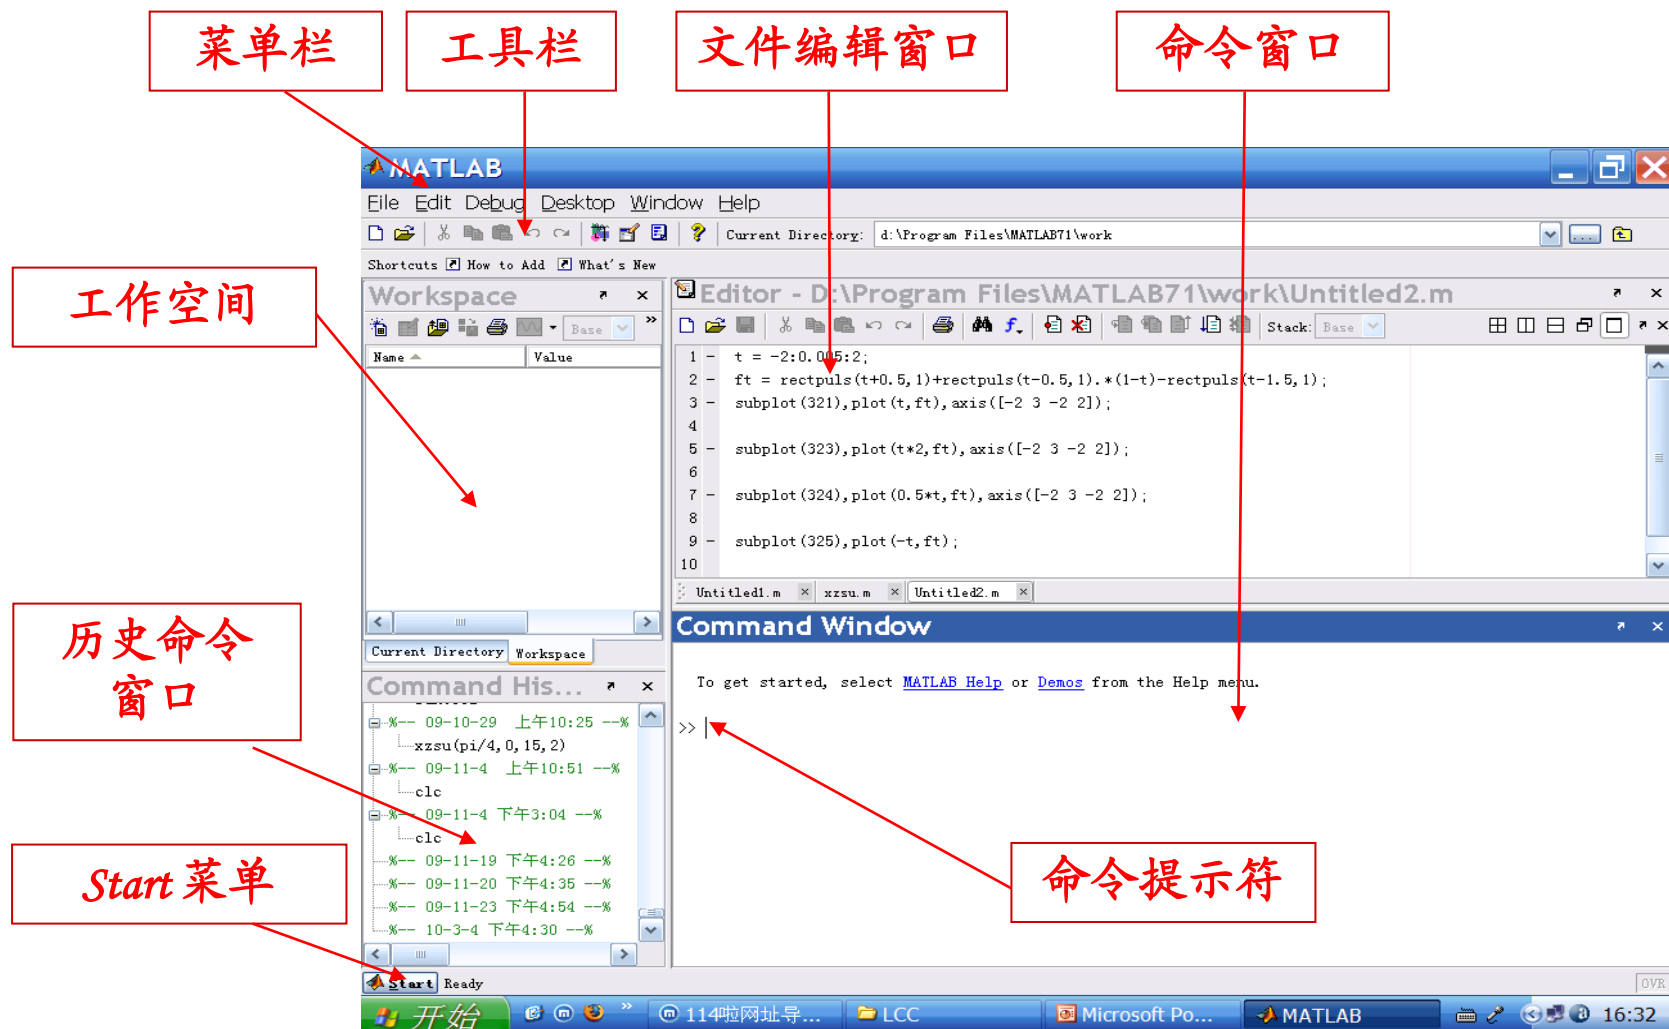 菜单栏
工具栏
文件编辑窗口
命令窗口
MATLAB
File Edit Debug Desktop Window Help
Current Directory: d:\Program Files\MATLAB71\work
Shortcuts How to Add What's New
工作空间
Workspace
Base
Name Value
Editor - D:\Program Files\MATLAB71\work\Untitled2.m
Stack: Base
1 - t = -2:0.005:2;
2 - ft = rectpuls(t+0.5,1)+rectpuls(t-0.5,1).*(1-t)-rectpuls(t-1.5,1);
3 - subplot(321),plot(t,ft),axis([-2 3 -2 2]);
4
5 - subplot(323),plot(t*2,ft),axis([-2 3 -2 2]);
6
7 - subplot(324),plot(0.5*t,ft),axis([-2 3 -2 2]);
8
9 - subplot(325),plot(-t,ft);
10
Untitled1.m xzsu.m Untitled2.m
历史命令
窗口
Current Directory Workspace
Command His...
%-- 09-10-29 上午10:25 --%
xzsu(pi/4,0,15,2)
%-- 09-11-4 上午10:51 --%
clc
%-- 09-11-4 下午3:04 --%
clc
%-- 09-11-19 下午4:26 --%
%-- 09-11-20 下午4:35 --%
%-- 09-11-23 下午4:54 --%
%-- 10-3-4 下午4:30 --%
Command Window
To get started, select MATLAB Help or Demos from the Help menu.
>>
命令提示符
Start 菜单
Start Ready
OVR
开始
114啦网址导...
LCC
Microsoft Po...
MATLAB
16:32